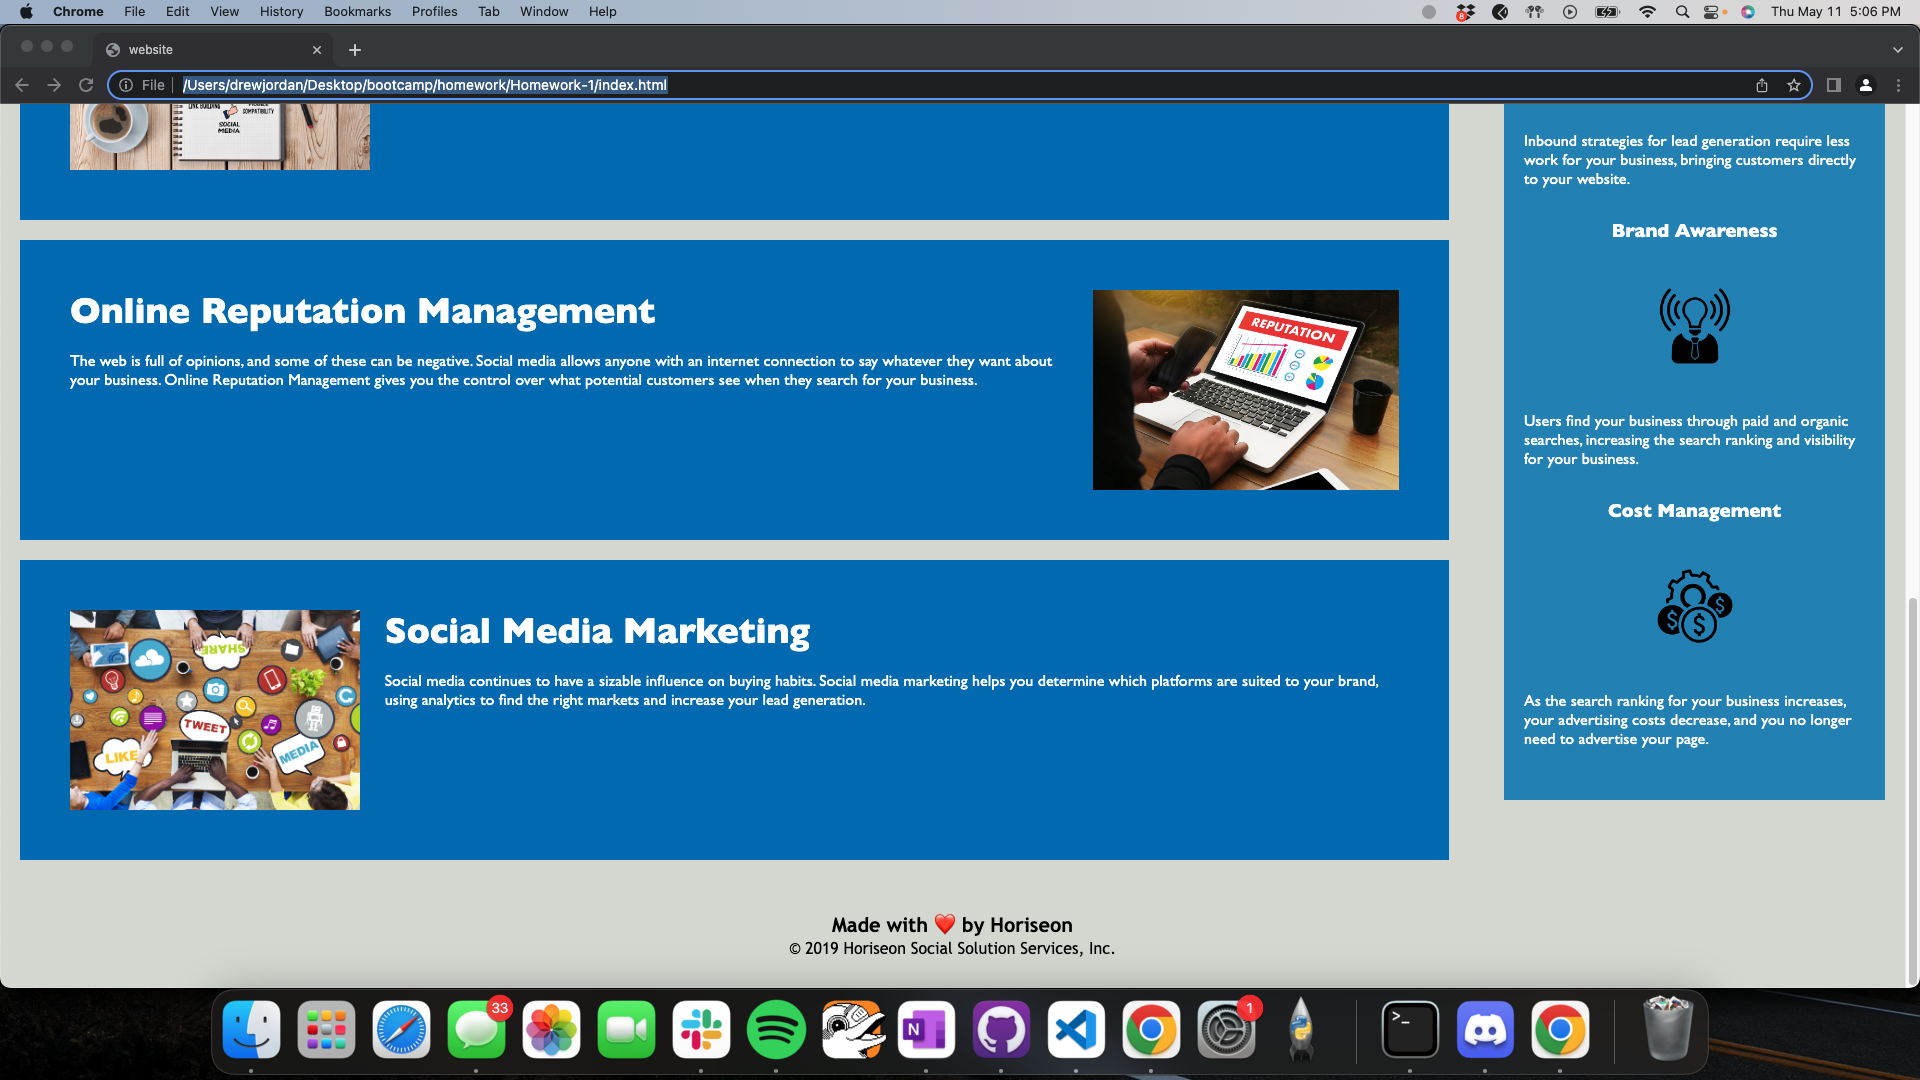 Chrome File Edit View History Bookmarks Profiles Tab Window Help
8
Thu May 11 5:06 PM
website
File /Users/drewjordan/Desktop/bootcamp/homework/Homework-1/index.html
LINK BUILDING
COMPATIBILITY
SOCIAL
MEDIA
Online Reputation Management
The web is full of opinions, and some of these can be negative. Social media allows anyone with an internet connection to say whatever they want about
your business. Online Reputation Management gives you the control over what potential customers see when they search for your business.
REPUTATION
SHARE
TWEET
LIKE
MEDIA
Social Media Marketing
Social media continues to have a sizable influence on buying habits. Social media marketing helps you determine which platforms are suited to your brand,
using analytics to find the right markets and increase your lead generation.
Inbound strategies for lead generation require less
work for your business, bringing customers directly
to your website.
Brand Awareness
Users find your business through paid and organic
searches, increasing the search ranking and visibility
for your business.
Cost Management
$ $ $
As the search ranking for your business increases,
your advertising costs decrease, and you no longer
need to advertise your page.
Made with ❤️ by Horiseon
© 2019 Horiseon Social Solution Services, Inc.
33
N
1
>_